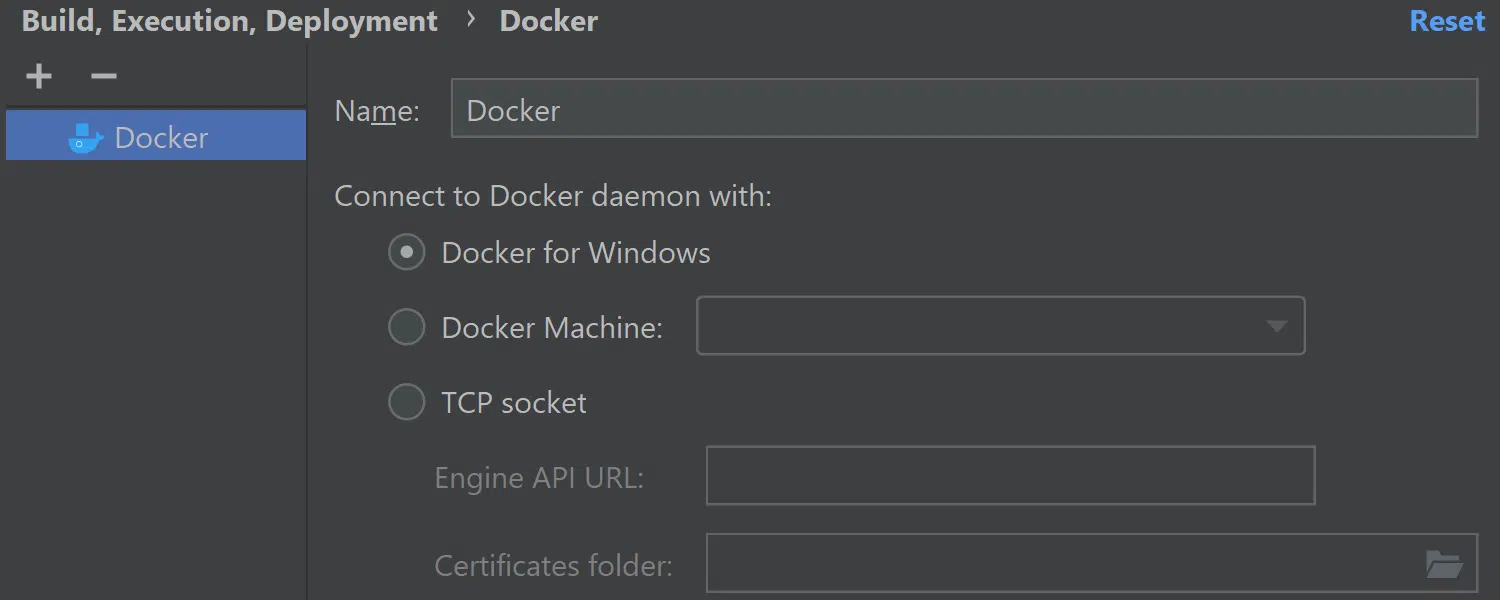 Build, Execution, Deployment › Docker
Reset
Docker
Name: Docker
Connect to Docker daemon with:
Docker for Windows
Docker Machine:
TCP socket
Engine API URL:
Certificates folder: